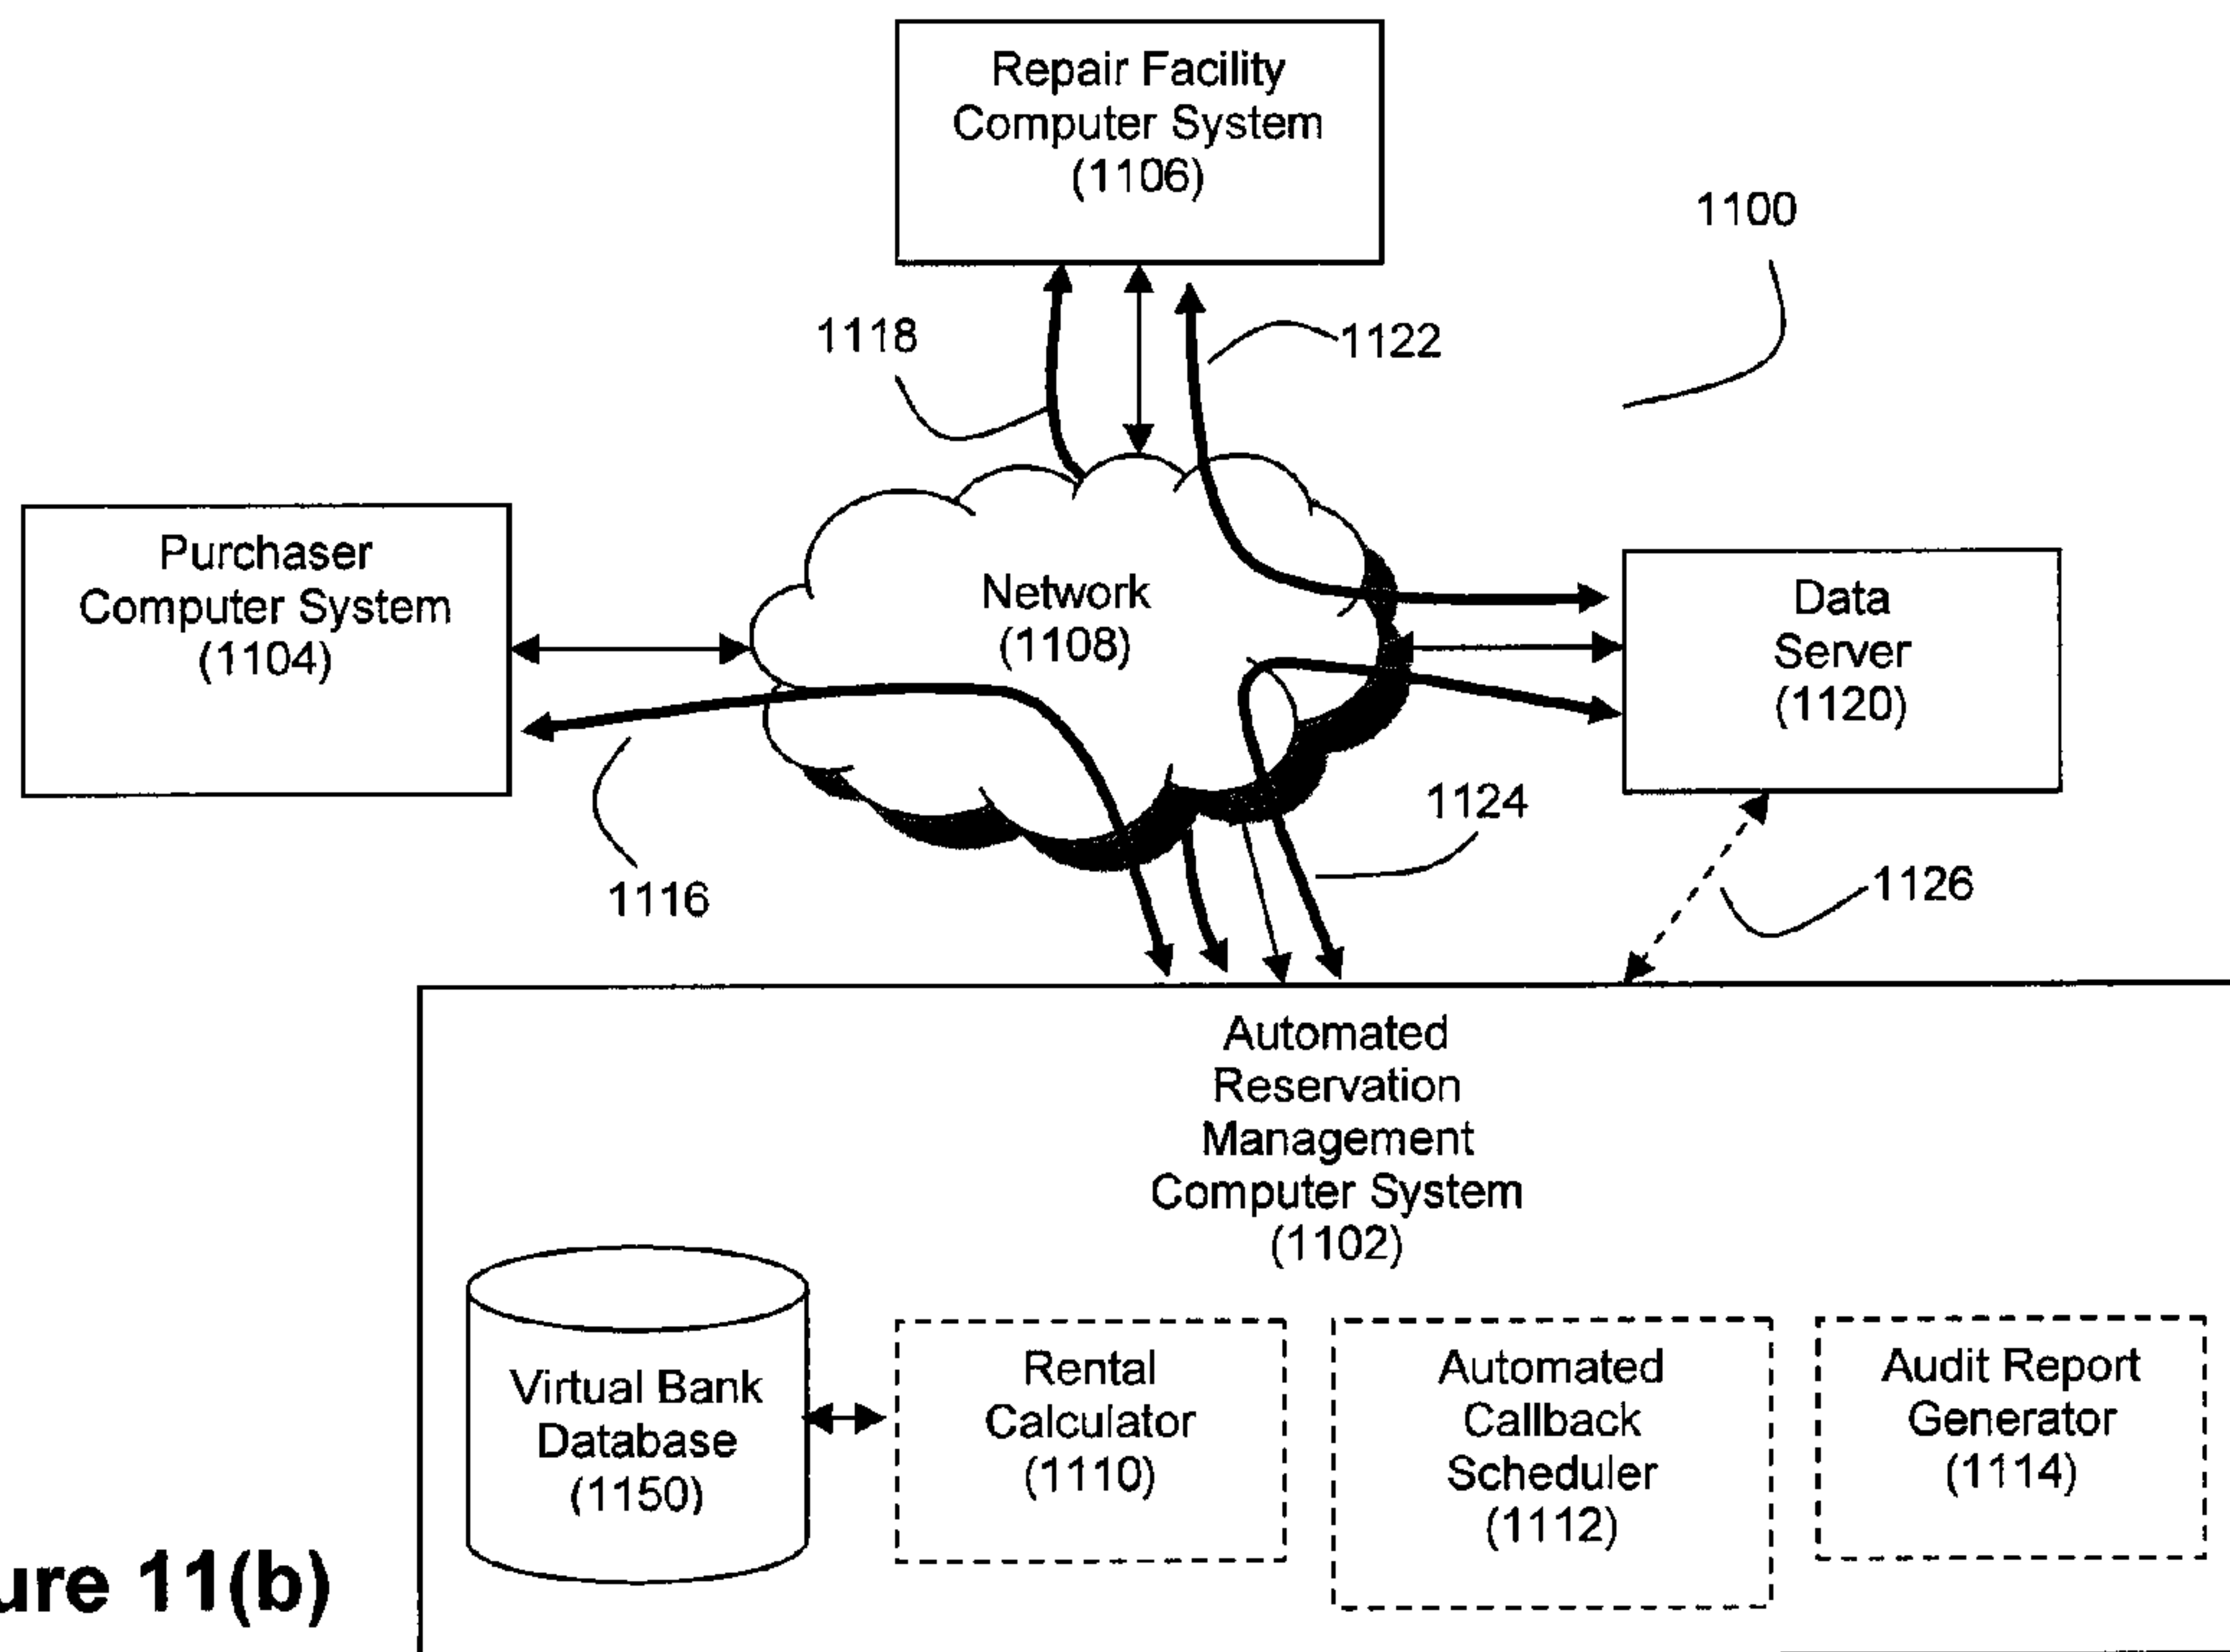 Repair Facility
Computer System
(1106)
1100
1118
1122
Purchaser
Computer System
(1104)
Network
(1108)
Data
Server
(1120)
1124
1116
1126
Automated
Reservation
Management
Computer System
(1102)
Virtual Bank
Database
(1150)
Rental
Calculator
(1110)
Automated
Callback
Scheduler
(1112)
Audit Report
Generator
(1114)
ure 11(b)